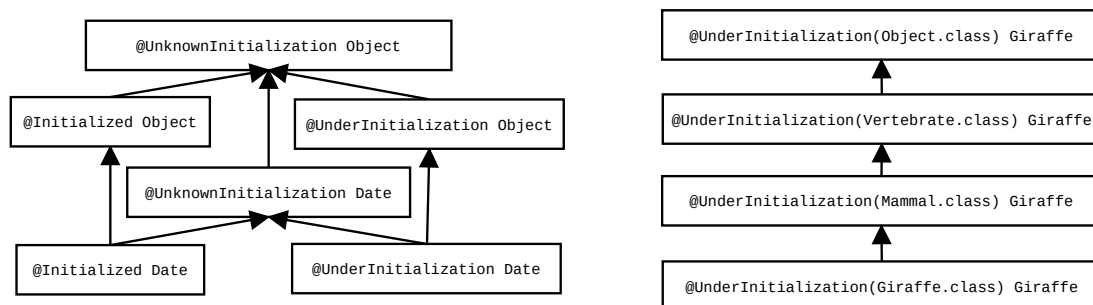 @UnknownInitialization Object
@Initialized Object
@UnderInitialization Object
@UnknownInitialization Date
@Initialized Date
@UnderInitialization Date
@UnderInitialization(Object.class) Giraffe
@UnderInitialization(Vertebrate.class) Giraffe
@UnderInitialization(Mammal.class) Giraffe
@UnderInitialization(Giraffe.class) Giraffe